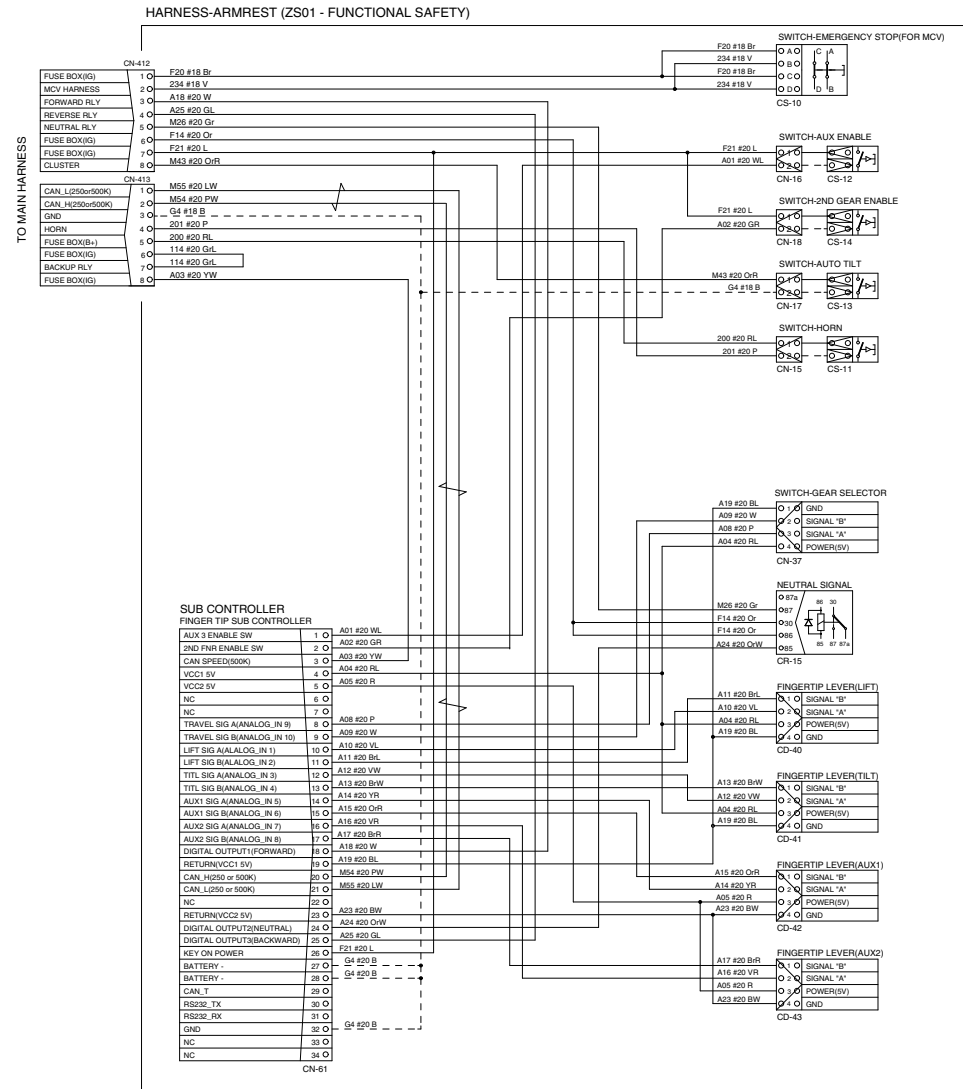 HARNESS-ARMREST (ZS01 - FUNCTIONAL SAFETY)
TO MAIN HARNESS
CN-412
FUSE BOX(IG) 1 F20 #18 Br
MCV HARNESS 2 234 #18 V
FORWARD RLY 3 A18 #20 W
REVERSE RLY 4 A25 #20 GL
NEUTRAL RLY 5 M26 #20 Gr
FUSE BOX(IG) 6 F14 #20 Or
FUSE BOX(IG) 7 F21 #20 L
CLUSTER 8 M43 #20 OrR
CN-413
CAN_L(250or500K) 1 M55 #20 LW
CAN_H(250or500K) 2 M54 #20 PW
GND 3 G4 #18 B
HORN 4 201 #20 P
FUSE BOX(B+) 5 200 #20 RL
FUSE BOX(IG) 6 114 #20 GrL
BACKUP RLY 7 114 #20 GrL
FUSE BOX(IG) 8 A03 #20 YW
SWITCH-EMERGENCY STOP(FOR MCV)
F20 #18 Br A C A
234 #18 V B
F20 #18 Br C
234 #18 V D D B
CS-10
SWITCH-AUX ENABLE
F21 #20 L 1
A01 #20 WL 2
CN-16 CS-12
SWITCH-2ND GEAR ENABLE
F21 #20 L 1
A02 #20 GR 2
CN-18 CS-14
SWITCH-AUTO TILT
M43 #20 OrR 1
G4 #18 B 2
CN-17 CS-13
SWITCH-HORN
200 #20 RL 1
201 #20 P 2
CN-15 CS-11
SWITCH-GEAR SELECTOR
A19 #20 BL 1 GND
A09 #20 W 2 SIGNAL "B"
A08 #20 P 3 SIGNAL "A"
A04 #20 RL 4 POWER(5V)
CN-37
NEUTRAL SIGNAL
87a 86 30
M26 #20 Gr 87
F14 #20 Or 30
F14 #20 Or 86
A24 #20 OrW 85 85 87 87a
CR-15
SUB CONTROLLER
FINGER TIP SUB CONTROLLER
AUX 3 ENABLE SW 1 A01 #20 WL
2ND FNR ENABLE SW 2 A02 #20 GR
CAN SPEED(500K) 3 A03 #20 YW
VCC1 5V 4 A04 #20 RL
VCC2 5V 5 A05 #20 R
NC 6
NC 7
TRAVEL SIG A(ANALOG_IN 9) 8 A08 #20 P
TRAVEL SIG B(ANALOG_IN 10) 9 A09 #20 W
LIFT SIG A(ALALOG_IN 1) 10 A10 #20 VL
LIFT SIG B(ALALOG_IN 2) 11 A11 #20 BrL
TITL SIG A(ANALOG_IN 3) 12 A12 #20 VW
TITL SIG B(ANALOG_IN 4) 13 A13 #20 BrW
AUX1 SIG A(ANALOG_IN 5) 14 A14 #20 YR
AUX1 SIG B(ANALOG_IN 6) 15 A15 #20 OrR
AUX2 SIG A(ANALOG_IN 7) 16 A16 #20 VR
AUX2 SIG B(ANALOG_IN 8) 17 A17 #20 BrR
DIGITAL OUTPUT1(FORWARD) 18 A18 #20 W
RETURN(VCC1 5V) 19 A19 #20 BL
CAN_H(250 or 500K) 20 M54 #20 PW
CAN_L(250 or 500K) 21 M55 #20 LW
NC 22
RETURN(VCC2 5V) 23 A23 #20 BW
DIGITAL OUTPUT2(NEUTRAL) 24 A24 #20 OrW
DIGITAL OUTPUT3(BACKWARD) 25 A25 #20 GL
KEY ON POWER 26 F21 #20 L
BATTERY - 27 G4 #20 B
BATTERY - 28 G4 #20 B
CAN_T 29
RS232_TX 30
RS232_RX 31
GND 32 G4 #20 B
NC 33
NC 34
CN-61
FINGERTIP LEVER(LIFT)
A11 #20 BrL 1 SIGNAL "B"
A10 #20 VL 2 SIGNAL "A"
A04 #20 RL 3 POWER(5V)
A19 #20 BL 4 GND
CD-40
FINGERTIP LEVER(TILT)
A13 #20 BrW 1 SIGNAL "B"
A12 #20 VW 2 SIGNAL "A"
A04 #20 RL 3 POWER(5V)
A19 #20 BL 4 GND
CD-41
FINGERTIP LEVER(AUX1)
A15 #20 OrR 1 SIGNAL "B"
A14 #20 YR 2 SIGNAL "A"
A05 #20 R 3 POWER(5V)
A23 #20 BW 4 GND
CD-42
FINGERTIP LEVER(AUX2)
A17 #20 BrR 1 SIGNAL "B"
A16 #20 VR 2 SIGNAL "A"
A05 #20 R 3 POWER(5V)
A23 #20 BW 4 GND
CD-43